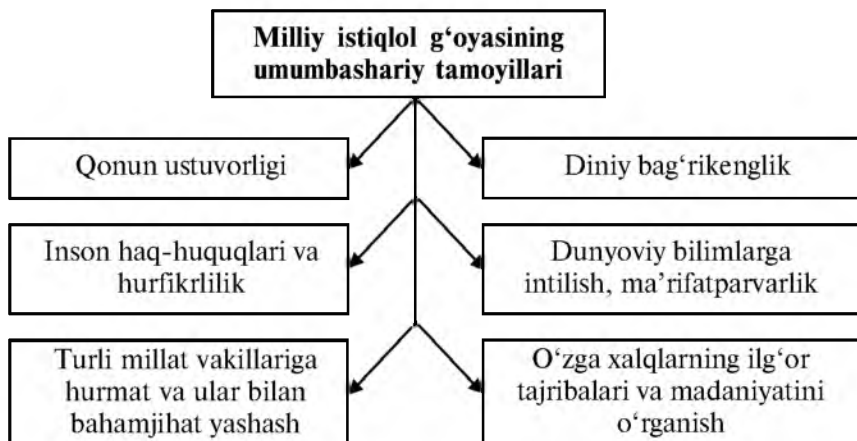 Milliy istiqlol g‘oyasining
umumbashariy tamoyillari
Qonun ustuvorligi
Diniy bag‘rikenglik
Inson haq-huquqlari va
hurfikrlilik
Dunyoviy bilimlarga
intilish, ma’rifatparvarlik
Turli millat vakillariga
hurmat va ular bilan
bahamjihat yashash
O‘zga xalqlarning ilg‘or
tajribalari va madaniyatini
o‘rganish